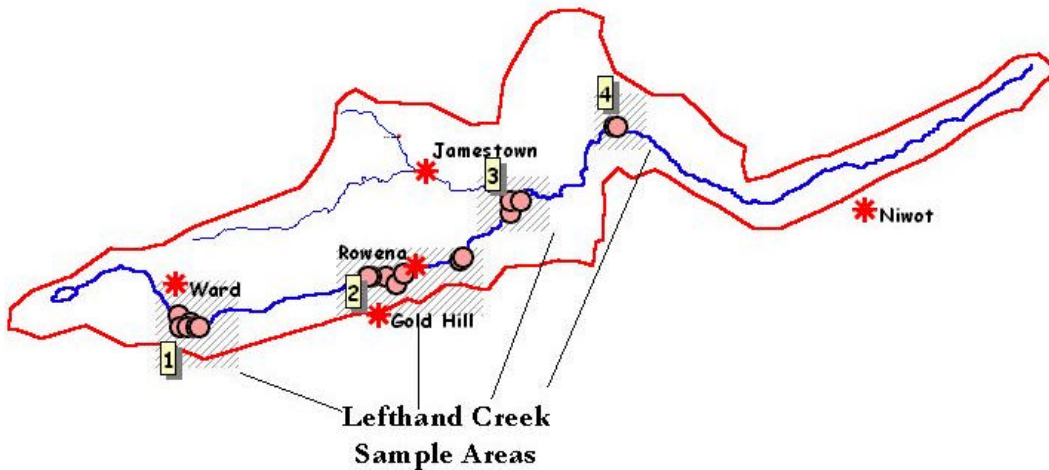 4
Jamestown
3
Niwot
Rowena
Ward
2
Gold Hill
1
Lefthand Creek
Sample Areas